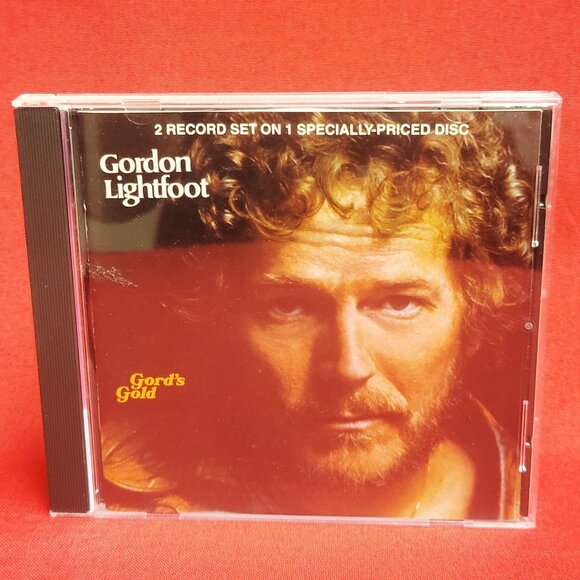 2 RECORD SET ON 1 SPECIALLY-PRICED DISC
Gordon
Lightfoot
Gord's
Gold